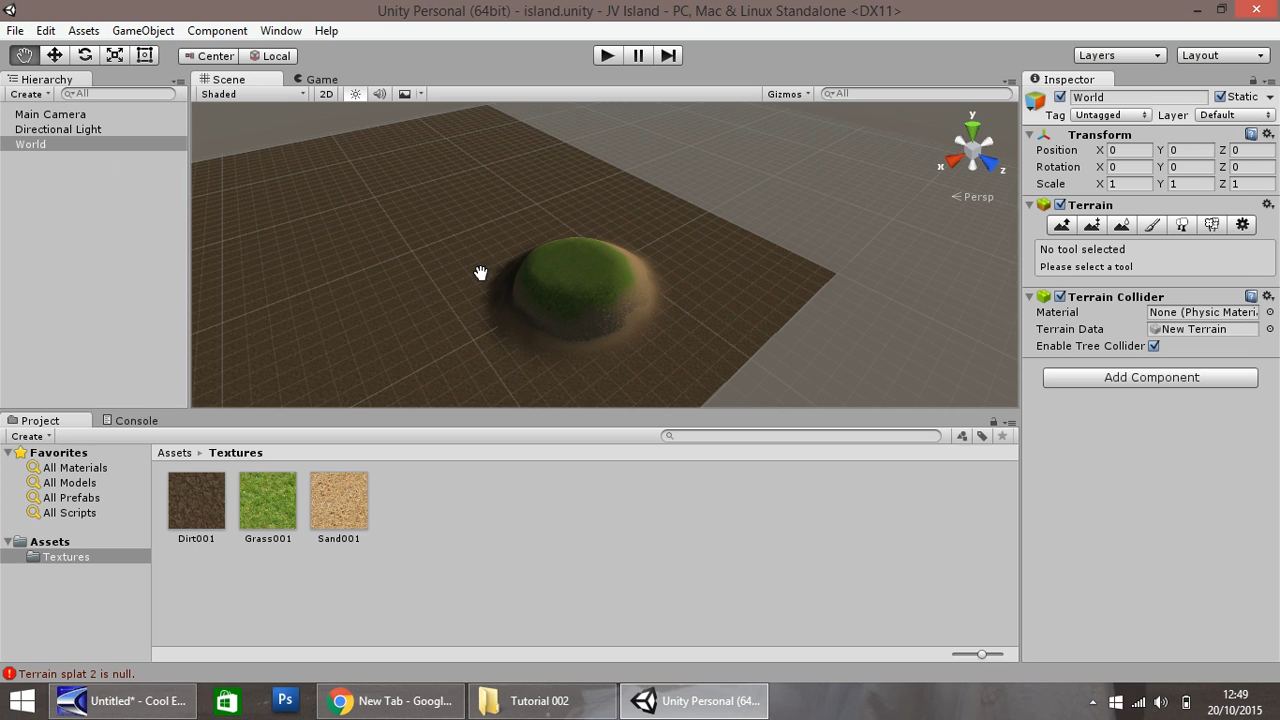 Unity Personal (64bit) - island.unity - JV Island - PC, Mac & Linux Standalone <DX11>
File Edit Assets GameObject Component Window Help
Center Local Layers Layout
Hierarchy Scene Game Inspector
Create All Shaded 2D Gizmos All World Static
Main Camera
Directional Light
World
Tag Untagged Layer Default
Transform
Position X 0 Y 0 Z 0
Rotation X 0 Y 0 Z 0
Scale X 1 Y 1 Z 1
y
x
z
Persp
Terrain
No tool selected
Please select a tool
Terrain Collider
Material None (Physic Materi
Terrain Data New Terrain
Enable Tree Collider
Add Component
Project Console
Create
Favorites
All Materials
All Models
All Prefabs
All Scripts
Assets
Textures
Assets Textures
Dirt001 Grass001 Sand001
Terrain splat 2 is null.
Untitled* - Cool E... Ps New Tab - Googl... Tutorial 002 Unity Personal (64...
12:49
20/10/2015